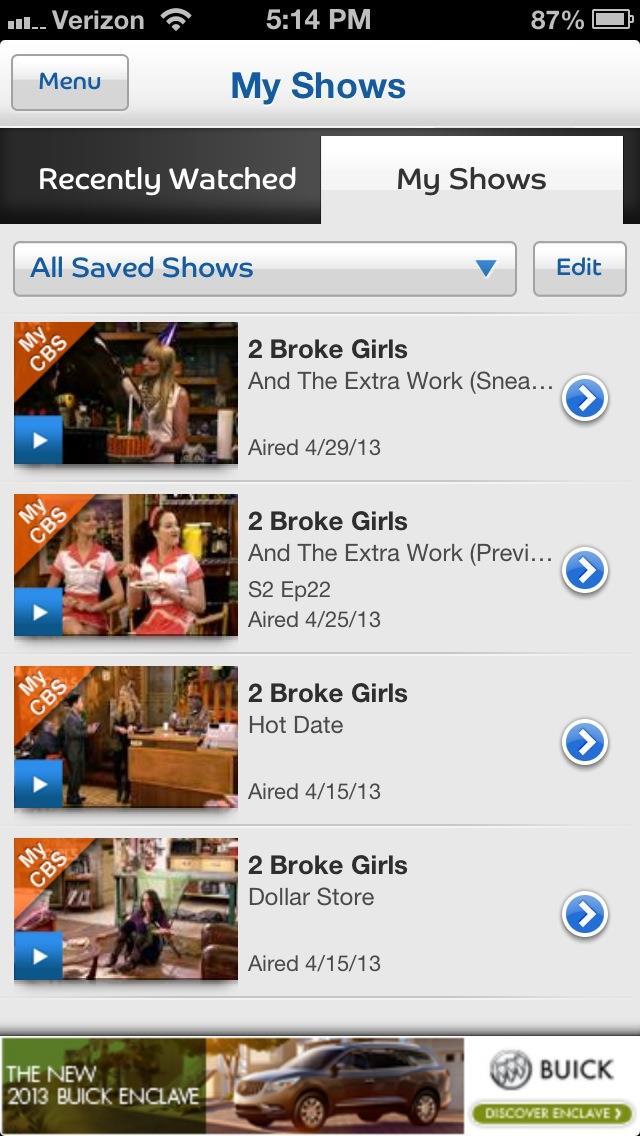 Verizon 5:14 PM 87%
Menu My Shows
Recently Watched My Shows
All Saved Shows Edit
My CBS
2 Broke Girls
And The Extra Work (Snea...
Aired 4/29/13
My CBS
2 Broke Girls
And The Extra Work (Previ...
S2 Ep22
Aired 4/25/13
My CBS
2 Broke Girls
Hot Date
Aired 4/15/13
My CBS
2 Broke Girls
Dollar Store
Aired 4/15/13
THE NEW
2013 BUICK ENCLAVE
BUICK
DISCOVER ENCLAVE